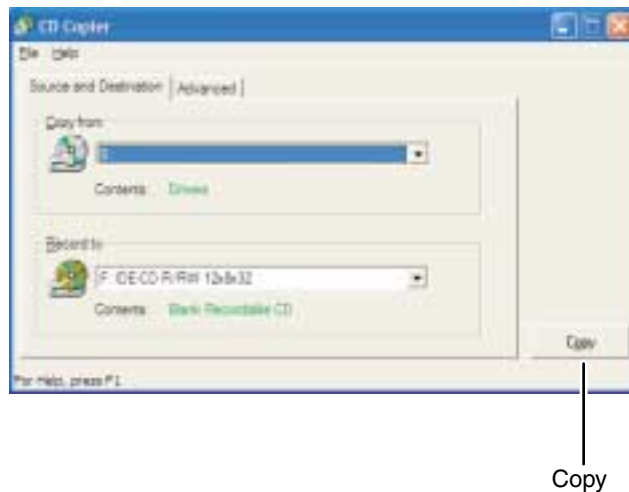 CD Copier
File Help
Source and Destination Advanced
Copy from
Contents: Drives
Record to
F: IDE-CD R/RW 12x8x32
Contents: Blank Recordable CD
Copy
For Help, press F1
Copy